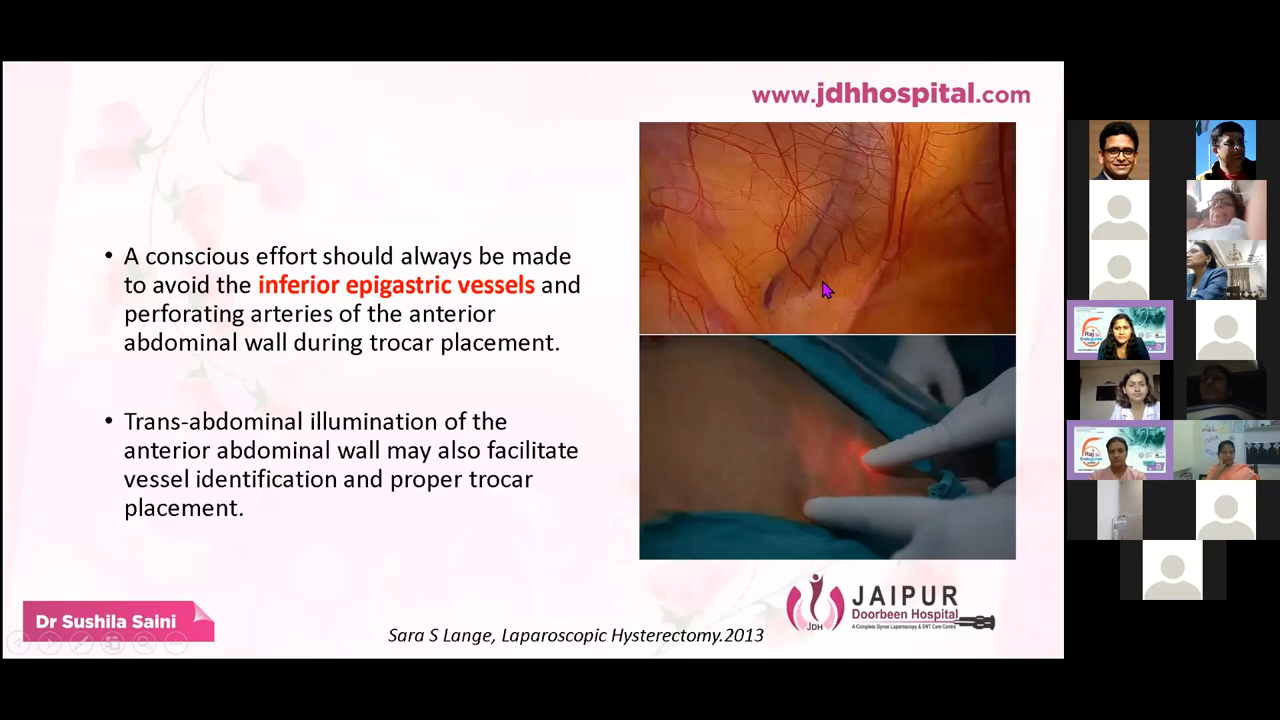 www.jdhhospital.com
• A conscious effort should always be made
to avoid the inferior epigastric vessels and
perforating arteries of the anterior
abdominal wall during trocar placement.
• Trans-abdominal illumination of the
anterior abdominal wall may also facilitate
vessel identification and proper trocar
placement.
Dr Sushila Saini
Sara S Lange, Laparoscopic Hysterectomy.2013
JDH
JAIPUR
Doorbeen Hospital
A Complete Gynae Laparoscopy & ENT Care Centre